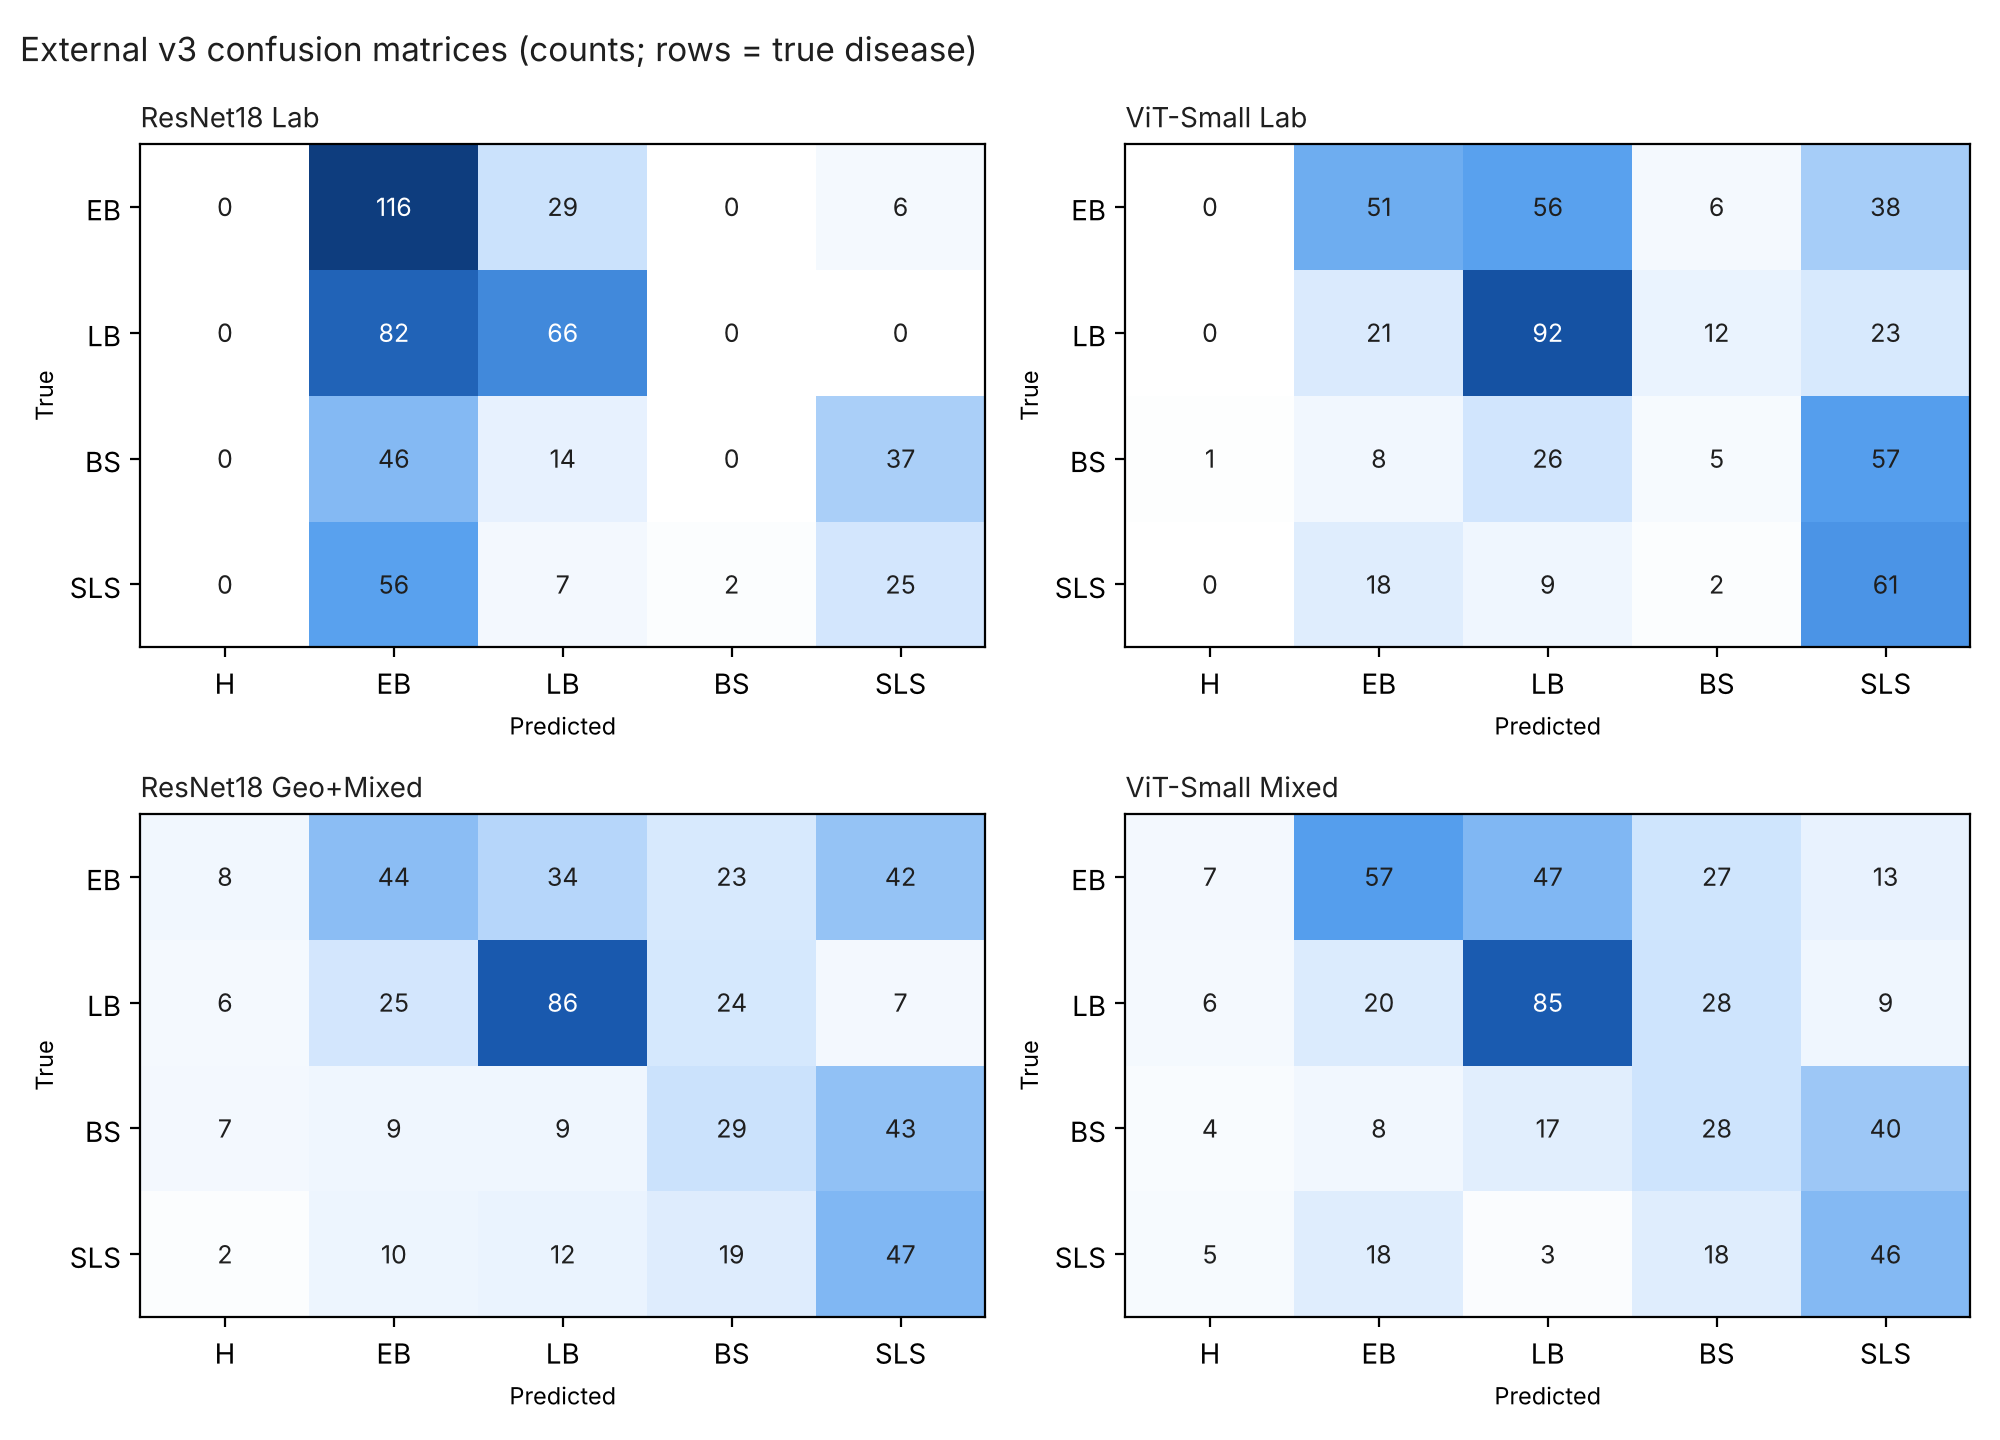 External v3 confusion matrices (counts; rows = true disease)
ResNet18 Lab
True
EB 0 116 29 0 6
LB 0 82 66 0 0
BS 0 46 14 0 37
SLS 0 56 7 2 25
H EB LB BS SLS
Predicted
ViT-Small Lab
True
EB 0 51 56 6 38
LB 0 21 92 12 23
BS 1 8 26 5 57
SLS 0 18 9 2 61
H EB LB BS SLS
Predicted
ResNet18 Geo+Mixed
True
EB 8 44 34 23 42
LB 6 25 86 24 7
BS 7 9 9 29 43
SLS 2 10 12 19 47
H EB LB BS SLS
Predicted
ViT-Small Mixed
True
EB 7 57 47 27 13
LB 6 20 85 28 9
BS 4 8 17 28 40
SLS 5 18 3 18 46
H EB LB BS SLS
Predicted